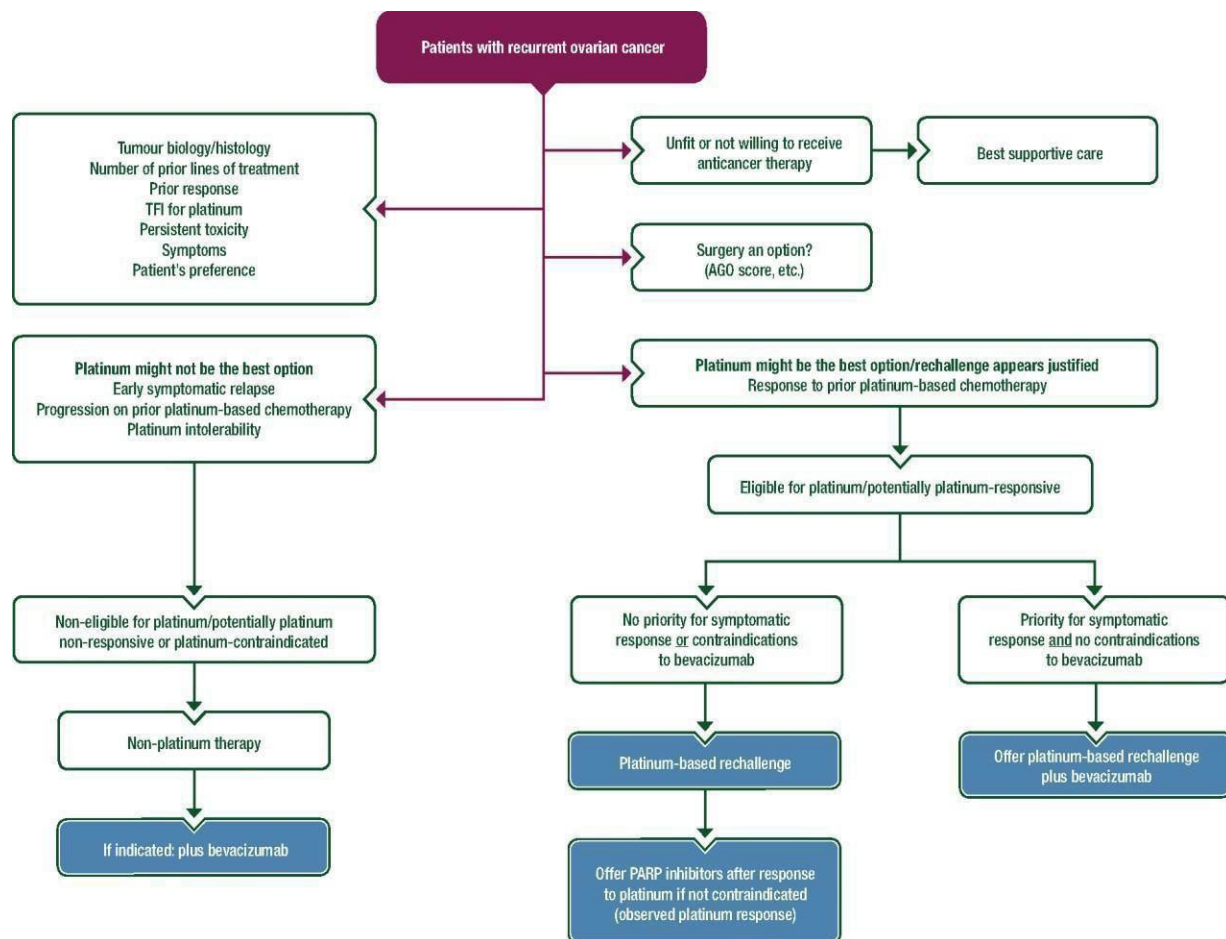 Patients with recurrent ovarian cancer
Tumour biology/histology
Number of prior lines of treatment
Prior response
TFI for platinum
Persistent toxicity
Symptoms
Patient's preference
Unfit or not willing to receive
anticancer therapy
Best supportive care
Surgery an option?
(AGO score, etc.)
Platinum might not be the best option
Early symptomatic relapse
Progression on prior platinum-based chemotherapy
Platinum intolerability
Platinum might be the best option/rechallenge appears justified
Response to prior platinum-based chemotherapy
Eligible for platinum/potentially platinum-responsive
Non-eligible for platinum/potentially platinum
non-responsive or platinum-contraindicated
No priority for symptomatic
response or contraindications
to bevacizumab
Priority for symptomatic
response and no contraindications
to bevacizumab
Non-platinum therapy
Platinum-based rechallenge
Offer platinum-based rechallenge
plus bevacizumab
If indicated: plus bevacizumab
Offer PARP inhibitors after response
to platinum if not contraindicated
(observed platinum response)